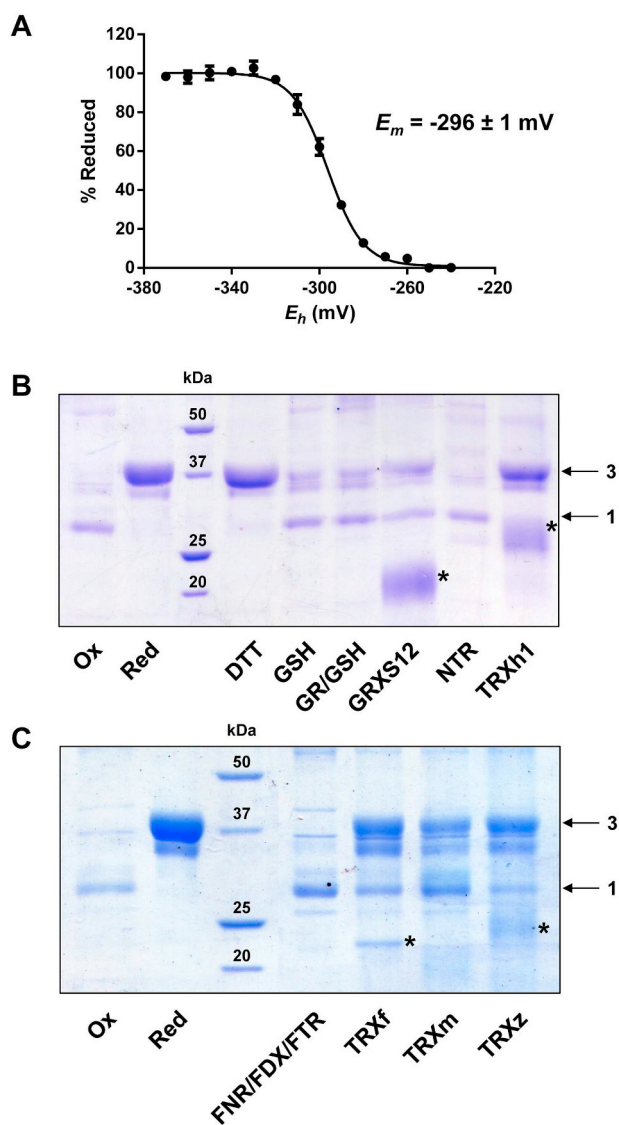 A
120
100
80
60
40
20
0
% Reduced
Em = -296 ± 1 mV
-380 -340 -300 -260 -220
Eh (mV)
B
kDa
50
37
25
20
3
1
*
*
Ox Red DTT GSH GR/GSH GRXS12 NTR TRXh1
C
kDa
50
37
25
20
3
1
*
*
Ox Red FNR/FDX/FTR TRXf TRXm TRXz